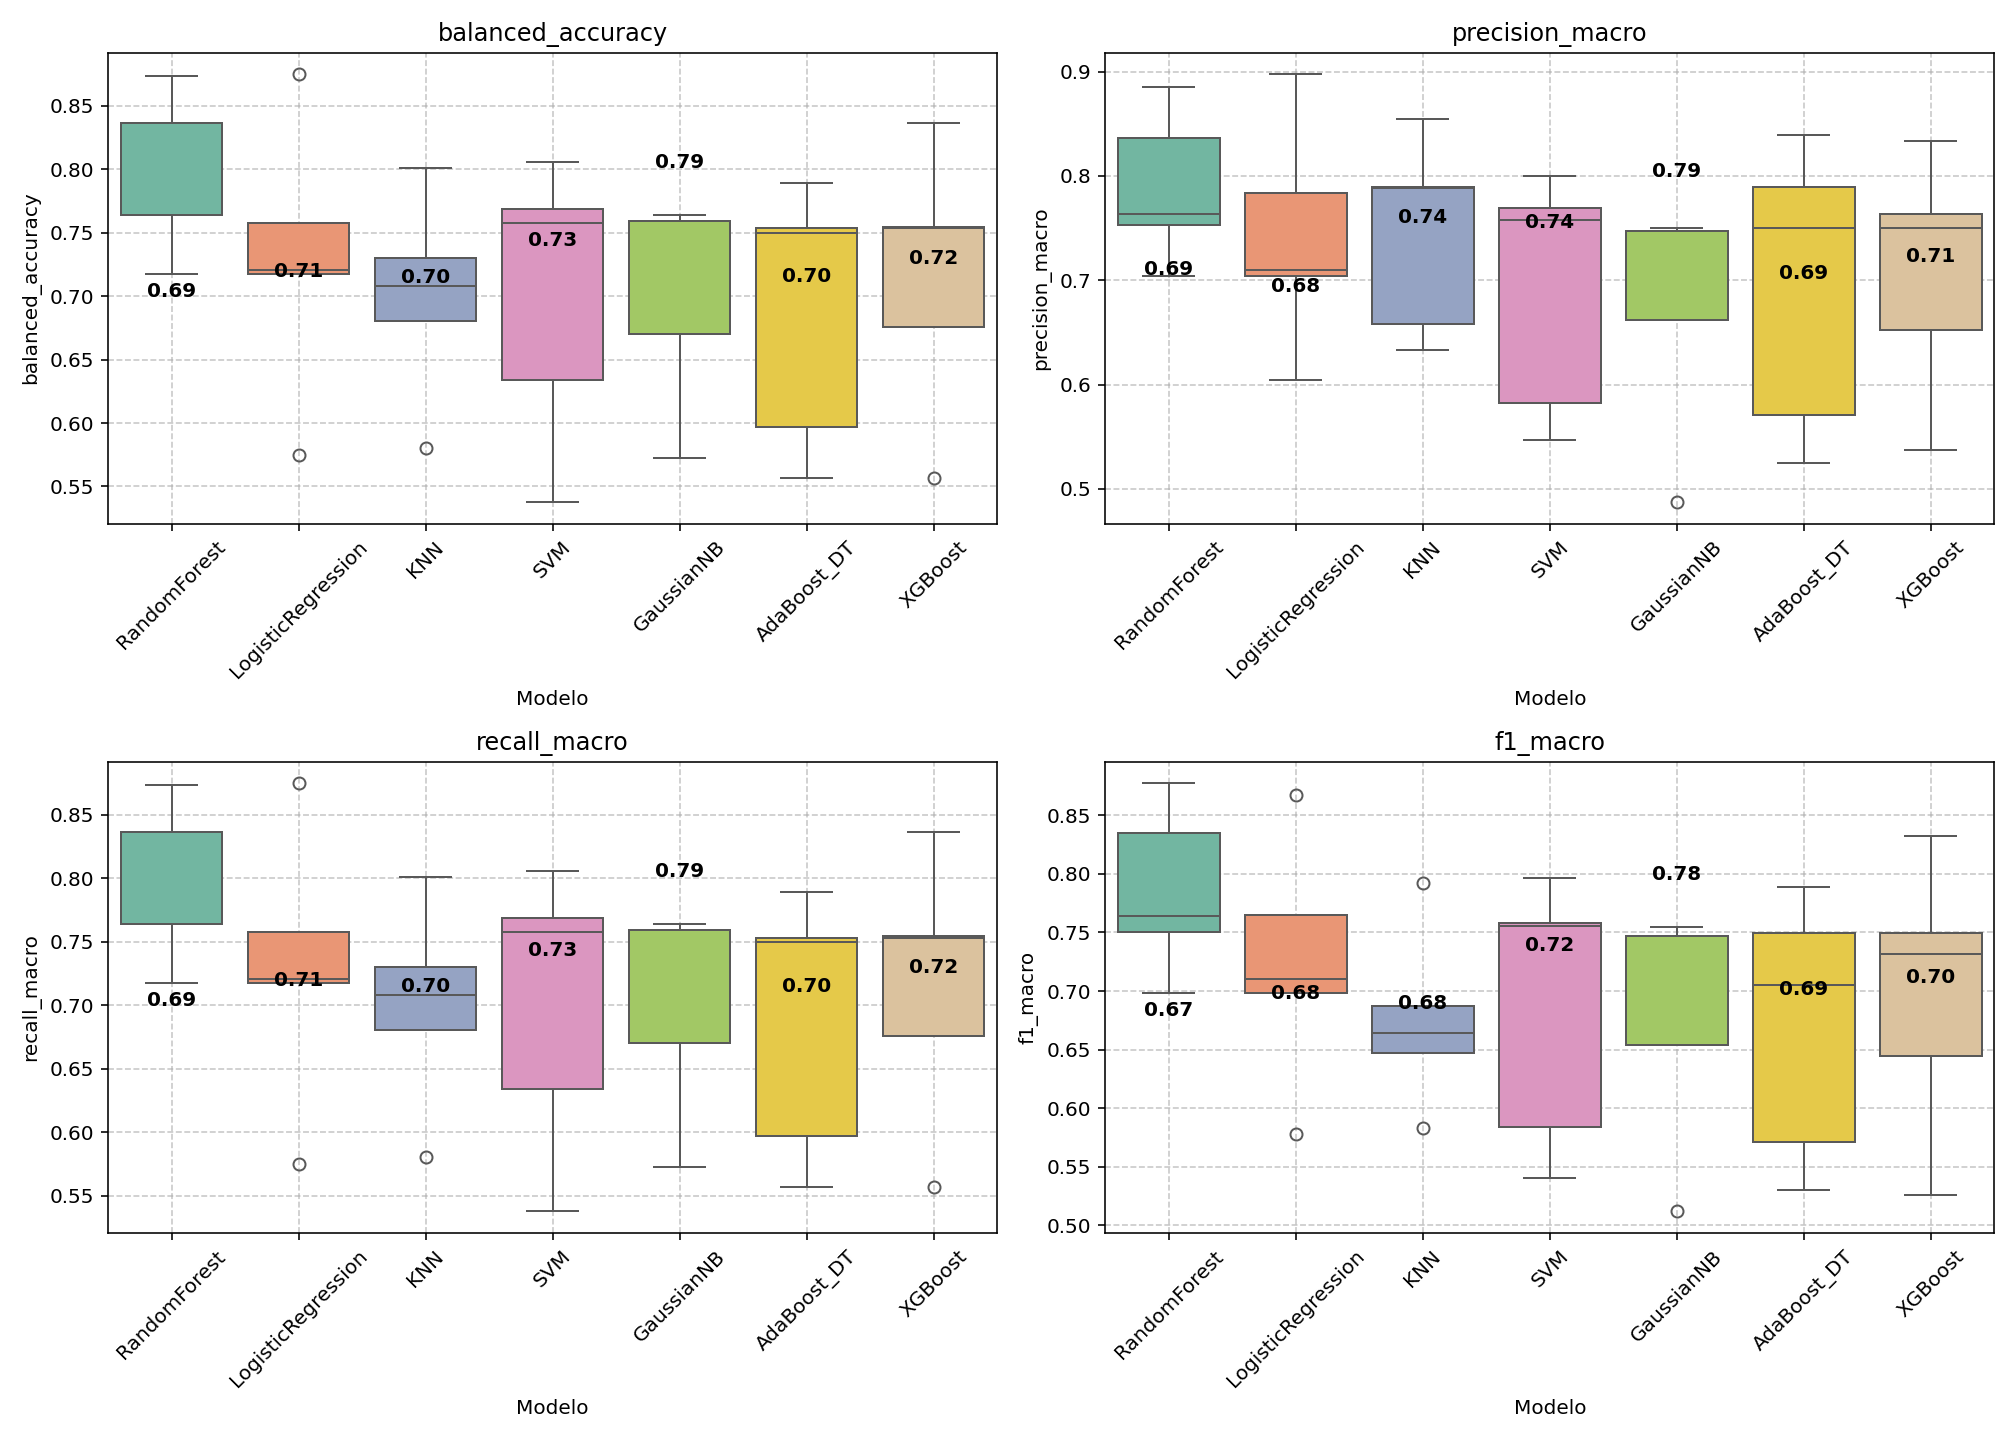 balanced_accuracy
balanced_accuracy
0.85
0.80
0.75
0.70
0.65
0.60
0.55
0.69
0.71
0.70
0.73
0.79
0.70
0.72
RandomForest
LogisticRegression
KNN
SVM
GaussianNB
AdaBoost_DT
XGBoost
Modelo
precision_macro
precision_macro
0.9
0.8
0.7
0.6
0.5
0.69
0.68
0.74
0.74
0.79
0.69
0.71
RandomForest
LogisticRegression
KNN
SVM
GaussianNB
AdaBoost_DT
XGBoost
Modelo
recall_macro
recall_macro
0.85
0.80
0.75
0.70
0.65
0.60
0.55
0.69
0.71
0.70
0.73
0.79
0.70
0.72
RandomForest
LogisticRegression
KNN
SVM
GaussianNB
AdaBoost_DT
XGBoost
Modelo
f1_macro
f1_macro
0.85
0.80
0.75
0.70
0.65
0.60
0.55
0.50
0.67
0.68
0.68
0.72
0.78
0.69
0.70
RandomForest
LogisticRegression
KNN
SVM
GaussianNB
AdaBoost_DT
XGBoost
Modelo